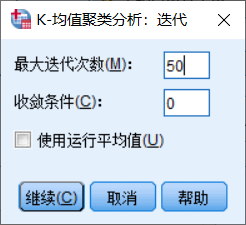 K-均值聚类分析：迭代
最大迭代次数(M)： 50
收敛条件(C)： 0
使用运行平均值(U)
继续(C) 取消 帮助